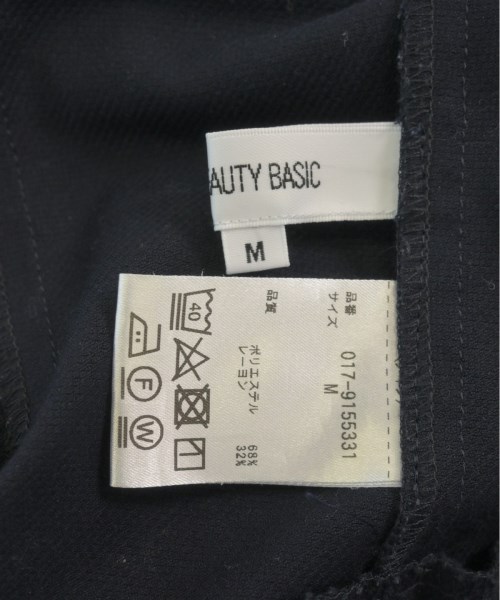 AUTY BASIC
M
品番 017-9155331
サイズ M
品質
ポリエステル 68%
レーヨン 32%
40
F
W